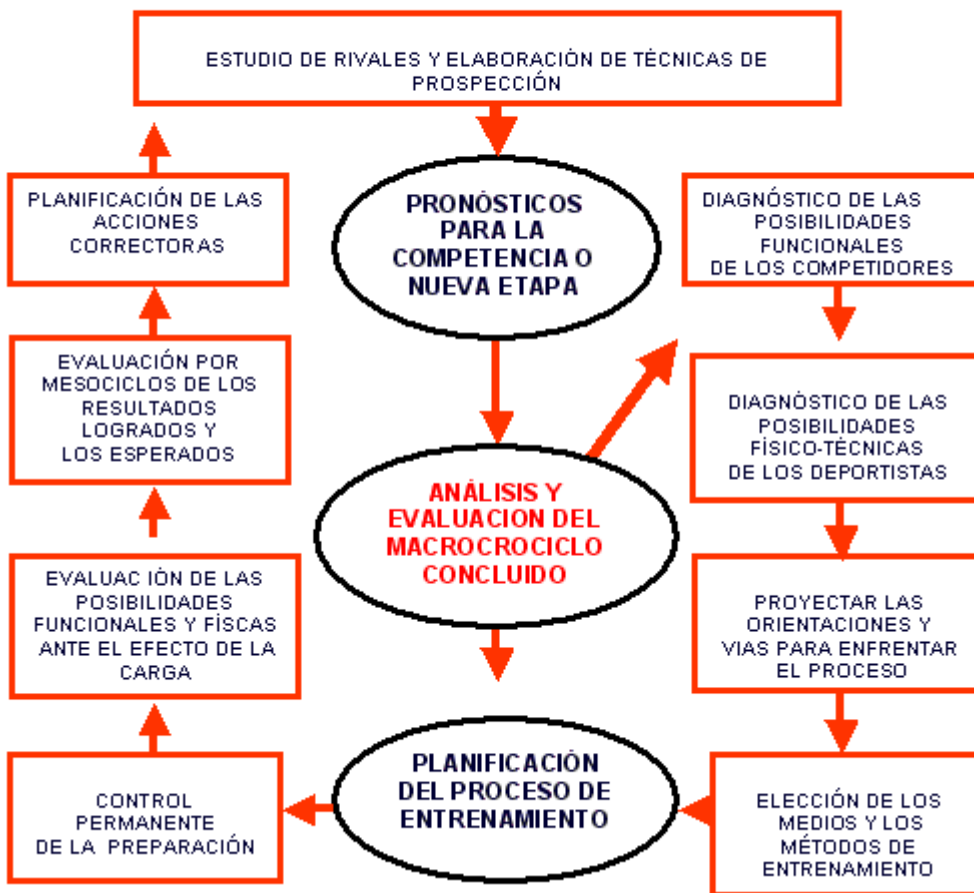 ESTUDIO DE RIVALES Y ELABORACIÓN DE TÉCNICAS DE
PROSPECCIÓN
PLANIFICACIÓN DE LAS
ACCIONES
CORRECTORAS
PRONÓSTICOS
PARA LA
COMPETENCIA O
NUEVA ETAPA
DIAGNÓSTICO DE LAS
POSIBILIDADES
FUNCIONALES
DE LOS COMPETIDORES
EVALUACIÓN POR
MESOCICLOS DE LOS
RESULTADOS
LOGRADOS Y
LOS ESPERADOS
DIAGNÓSTICO DE LAS
POSIBILIDADES
FÍSICO-TÉCNICAS
DE LOS DEPORTISTAS
ANÁLISIS Y
EVALUACION DEL
MACROCROCICLO
CONCLUIDO
EVALUACIÓN DE LAS
POSIBILIDADES
FUNCIONALES Y FÍSCAS
ANTE EL EFECTO DE LA
CARGA
PROYECTAR LAS
ORIENTACIONES Y
VIAS PARA ENFRENTAR
EL PROCESO
CONTROL
PERMANENTE
DE LA PREPARACIÓN
PLANIFICACIÓN
DEL PROCESO DE
ENTRENAMIENTO
ELECCIÓN DE LOS
MEDIOS Y LOS
MÉTODOS DE
ENTRENAMIENTO